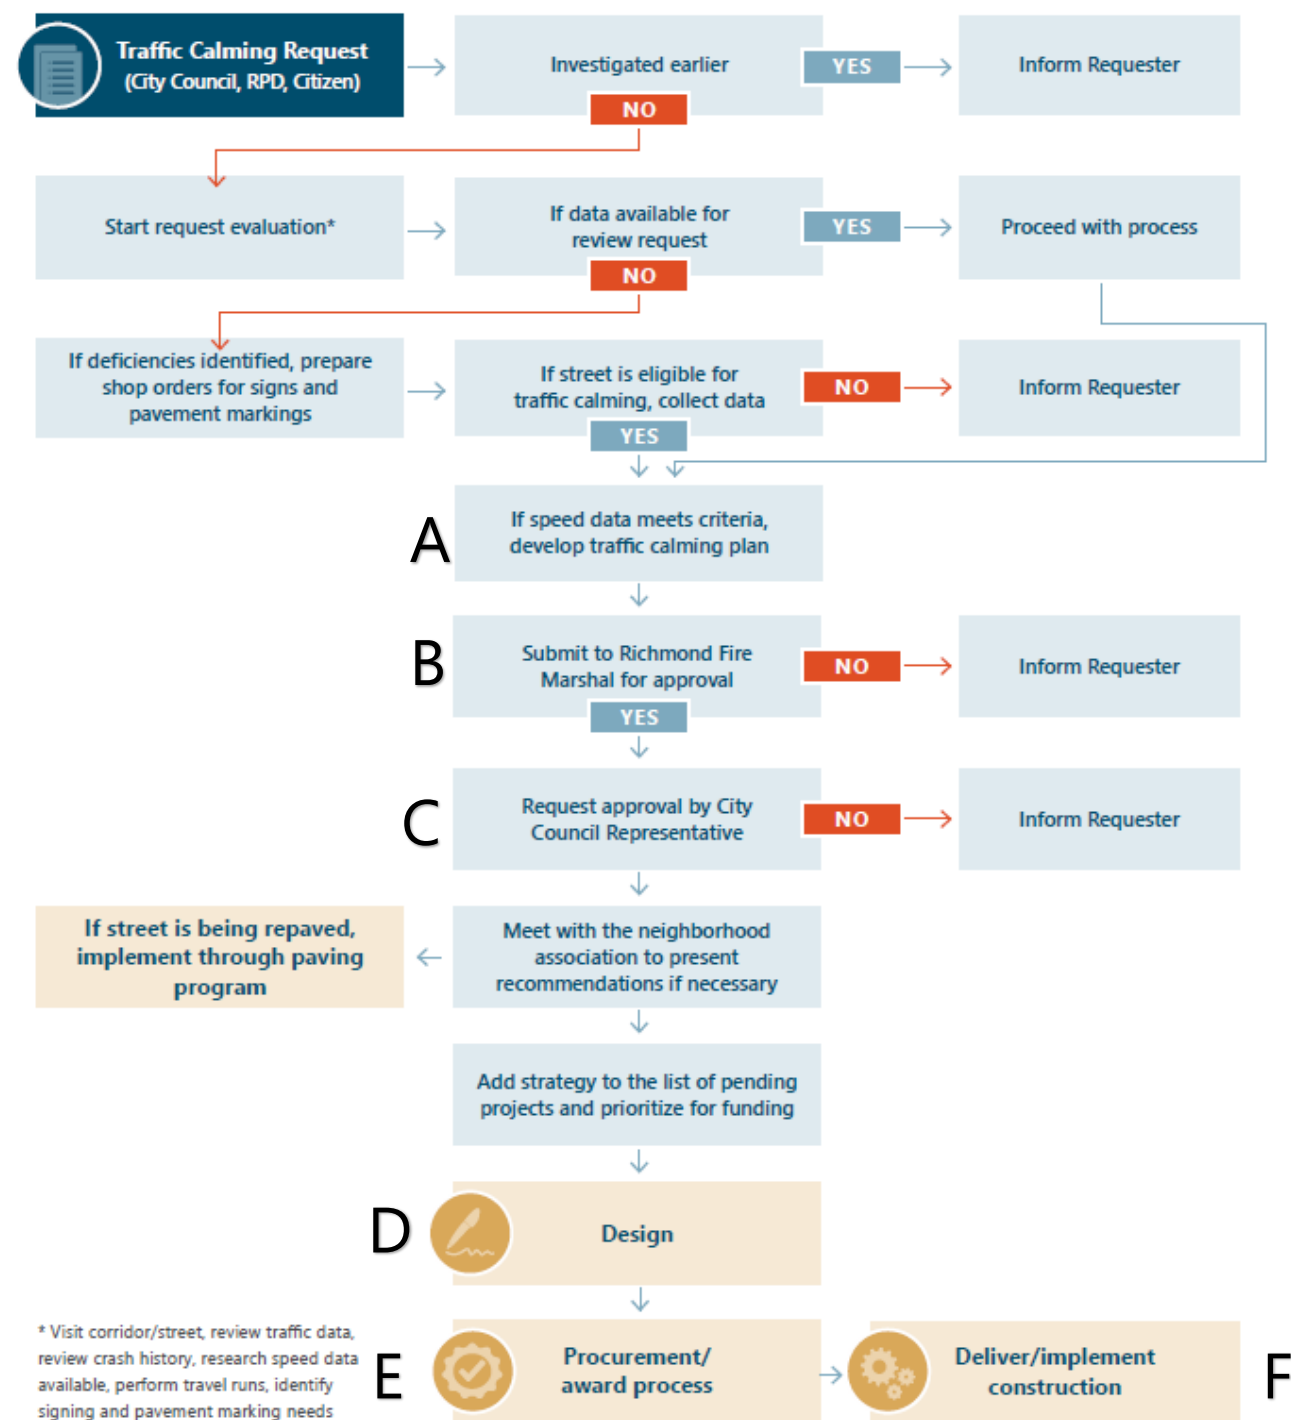 Traffic Calming Request
(City Council, RPD, Citizen)
Investigated earlier
YES
Inform Requester
NO
Start request evaluation*
If data available for
review request
YES
Proceed with process
NO
If deficiencies identified, prepare
shop orders for signs and
pavement markings
If street is eligible for
traffic calming, collect data
NO
Inform Requester
YES
A
If speed data meets criteria,
develop traffic calming plan
B
Submit to Richmond Fire
Marshal for approval
NO
Inform Requester
YES
C
Request approval by City
Council Representative
NO
Inform Requester
If street is being repaved,
implement through paving
program
Meet with the neighborhood
association to present
recommendations if necessary
Add strategy to the list of pending
projects and prioritize for funding
D
Design
* Visit corridor/street, review traffic data,
review crash history, research speed data
available, perform travel runs, identify
signing and pavement marking needs
E
Procurement/
award process
Deliver/implement
construction
F